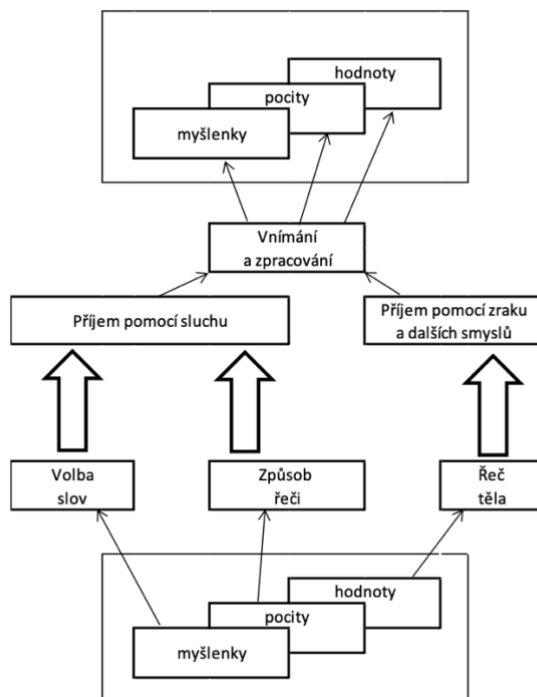 hodnoty
pocity
myšlenky
Vnímání
a zpracování
Příjem pomocí sluchu
Příjem pomocí zraku
a dalších smyslů
Volba
slov
Způsob
řeči
Řeč
těla
hodnoty
pocity
myšlenky